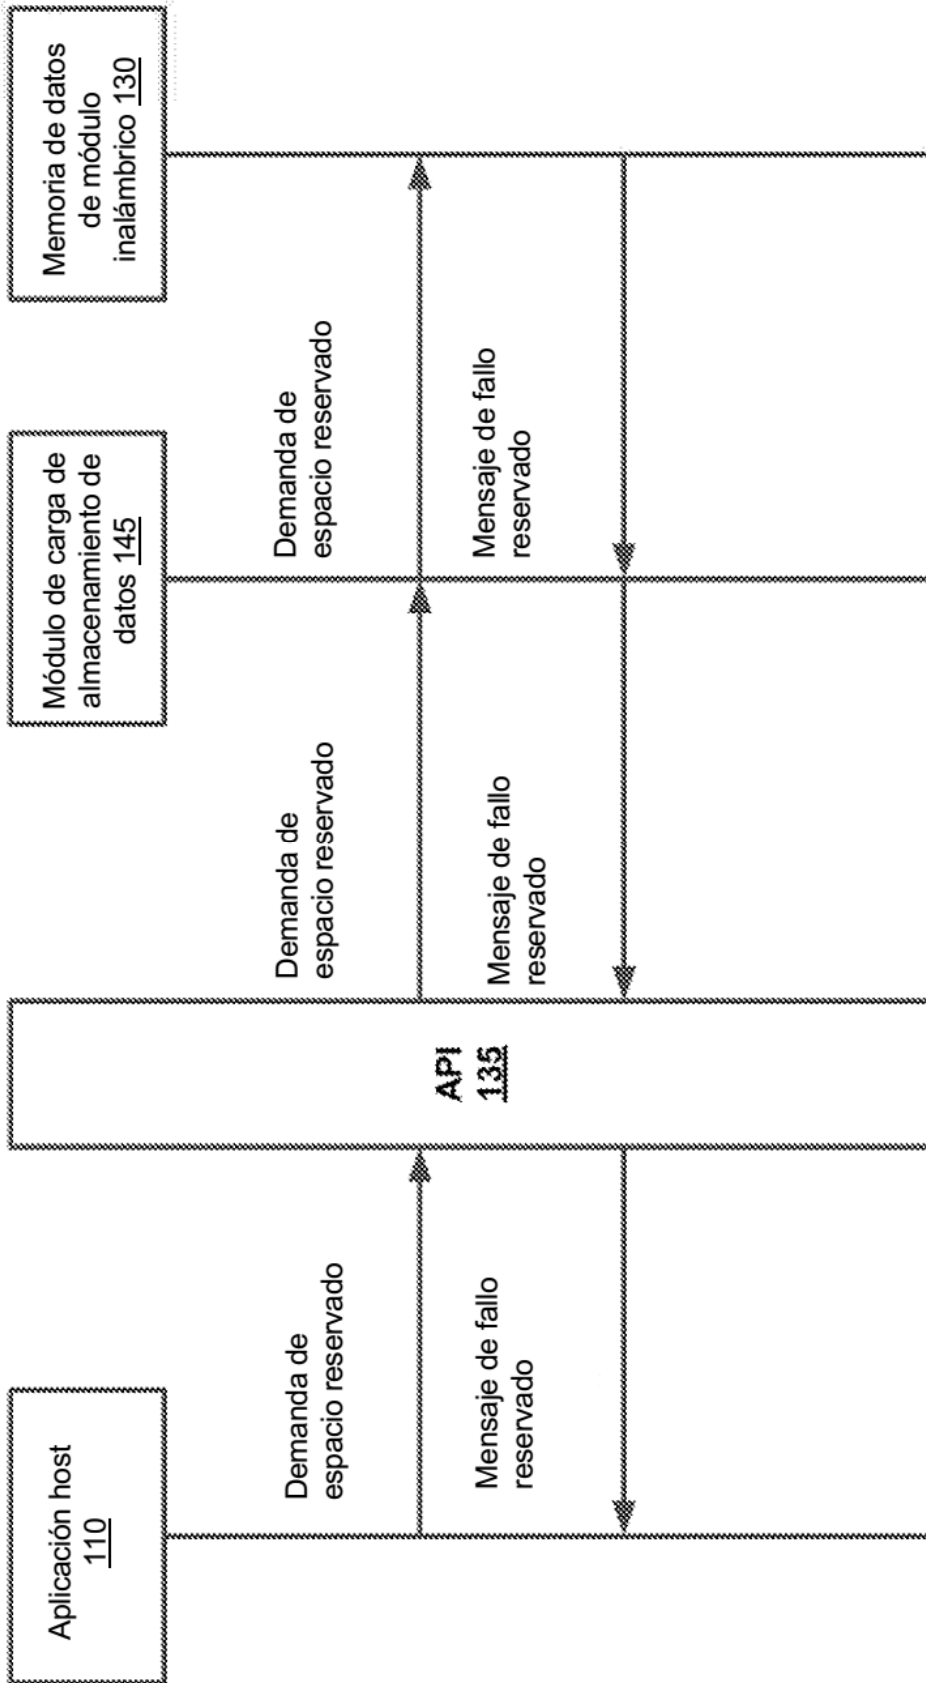 Aplicación host
110
API
135
Módulo de carga de
almacenamiento de
datos 145
Memoria de datos
de módulo
inalámbrico 130
Demanda de
espacio reservado
Demanda de
espacio reservado
Demanda de
espacio reservado
Mensaje de fallo
reservado
Mensaje de fallo
reservado
Mensaje de fallo
reservado